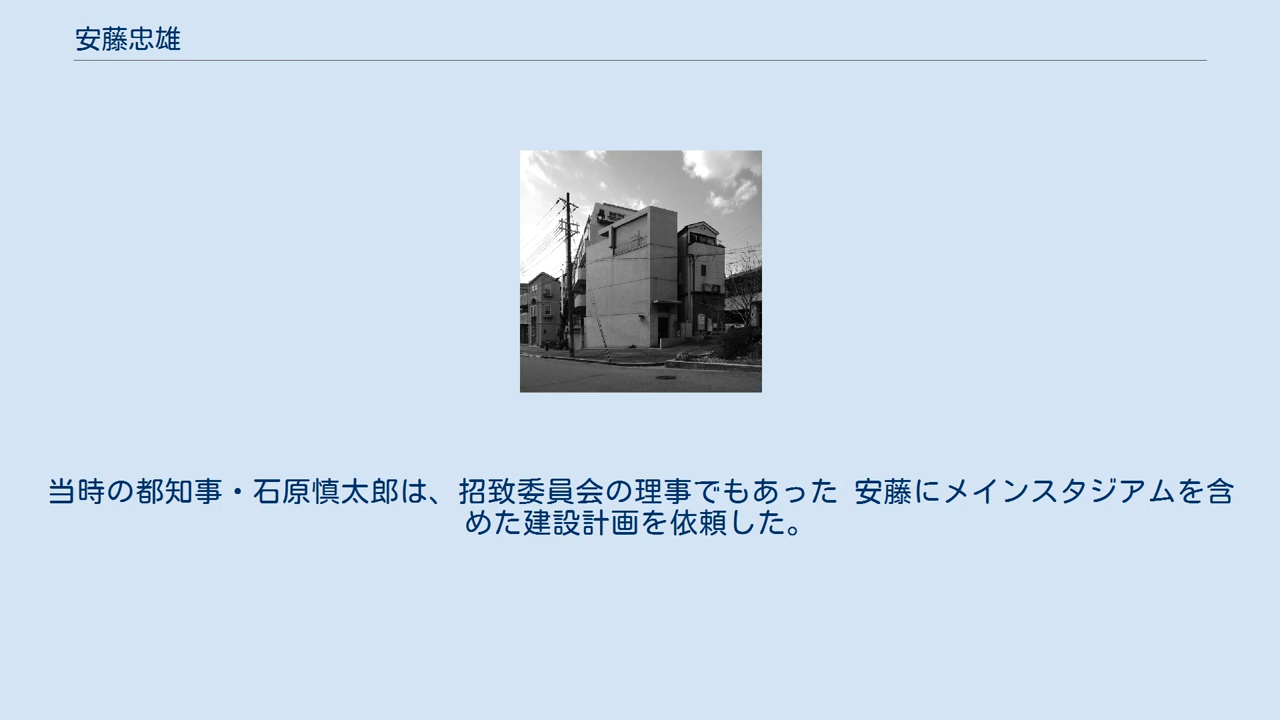 安藤忠雄
当時の都知事・石原慎太郎は、招致委員会の理事でもあった 安藤にメインスタジアムを含
めた建設計画を依頼した。